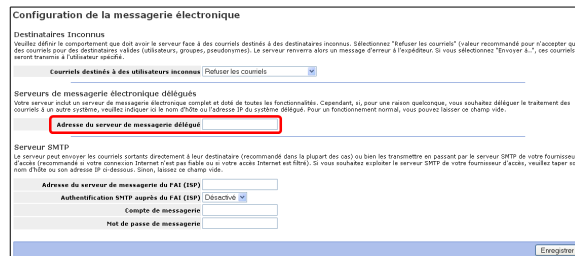 Configuration de la messagerie électronique
Destinataires Inconnus
Veuillez définir le comportement que doit avoir le serveur face à des courriels destinés à des destinataires inconnus. Sélectionnez "Refuser les courriels" (valeur recommandé pour n'accepter qu
des courriels pour des destinataires valides (utilisateurs, groupes, pseudonymes). Le serveur renverra alors un message d'erreur à l'expéditeur. Si vous sélectionnez "Envoyer à..", ces courriels
seront transmis à l'utilisateur spécifié.
Courriels destinés à des utilisateurs inconnus Refuser les courriels
Serveurs de messagerie électronique délégués
Votre serveur inclut un serveur de messagerie électronique complet et doté de toutes les fonctionnalités. Cependant, si, pour une raison quelconque, vous souhaitez déléguer le traitement des
courriels à un autre système, veuillez indiquer ici le nom d'hôte ou l'adresse IP du système délégué. Pour un fonctionnement normal, vous pouvez laisser ce champ vide.
Adresse du serveur de messagerie délégué
Serveur SMTP
Le serveur peut envoyer les courriels sortants directement à leur destinataire (recommandé dans la plupart des cas) ou bien les transmettre en passant par le serveur SMTP de votre fournisseu
d'accès (recommandé si votre connexion Internet n'est pas fiable ou si votre accès Internet est filtré). Si vous souhaitez exploiter le serveur SMTP de votre fournisseur d'accès, veuillez taper so
nom d'hôte ou son adresse IP ci-dessous. Sinon, laissez ce champ vide.
Adresse du serveur de messagerie du FAI (ISP)
Authentification SMTP auprès du FAI (ISP) Désactivé
Compte de messagerie
Mot de passe de messagerie
Enregistrer